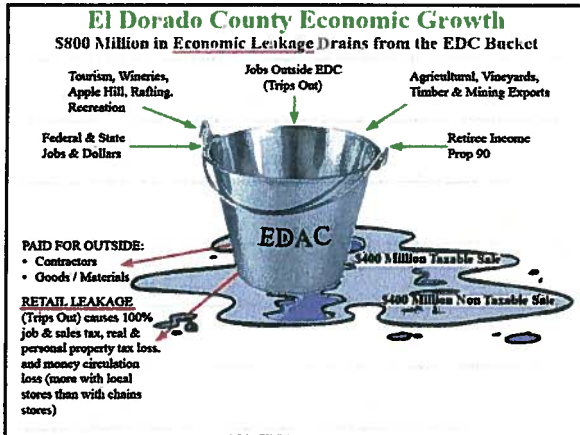 El Dorado County Economic Growth
$800 Million in Economic Leakage Drains from the EDC Bucket
Tourism, Wineries,
Apple Hill, Rafting.
Recreation
Jobs Outside EDC
(Trips Out)
Agricultural, Vineyards,
Timber & Mining Exports
Federal & State
Jobs & Dollars
Retiree Income
Prop 90
EDAC
PAID FOR OUTSIDE:
• Contractors
• Goods / Materials
$400 Million Taxable Sale
$400 Million Non Taxable Sale
RETAIL LEAKAGE
(Trips Out) causes 100%
job & sales tax, real &
personal property tax loss.
and money circulation
loss (more with local
stores than with chains
stores)